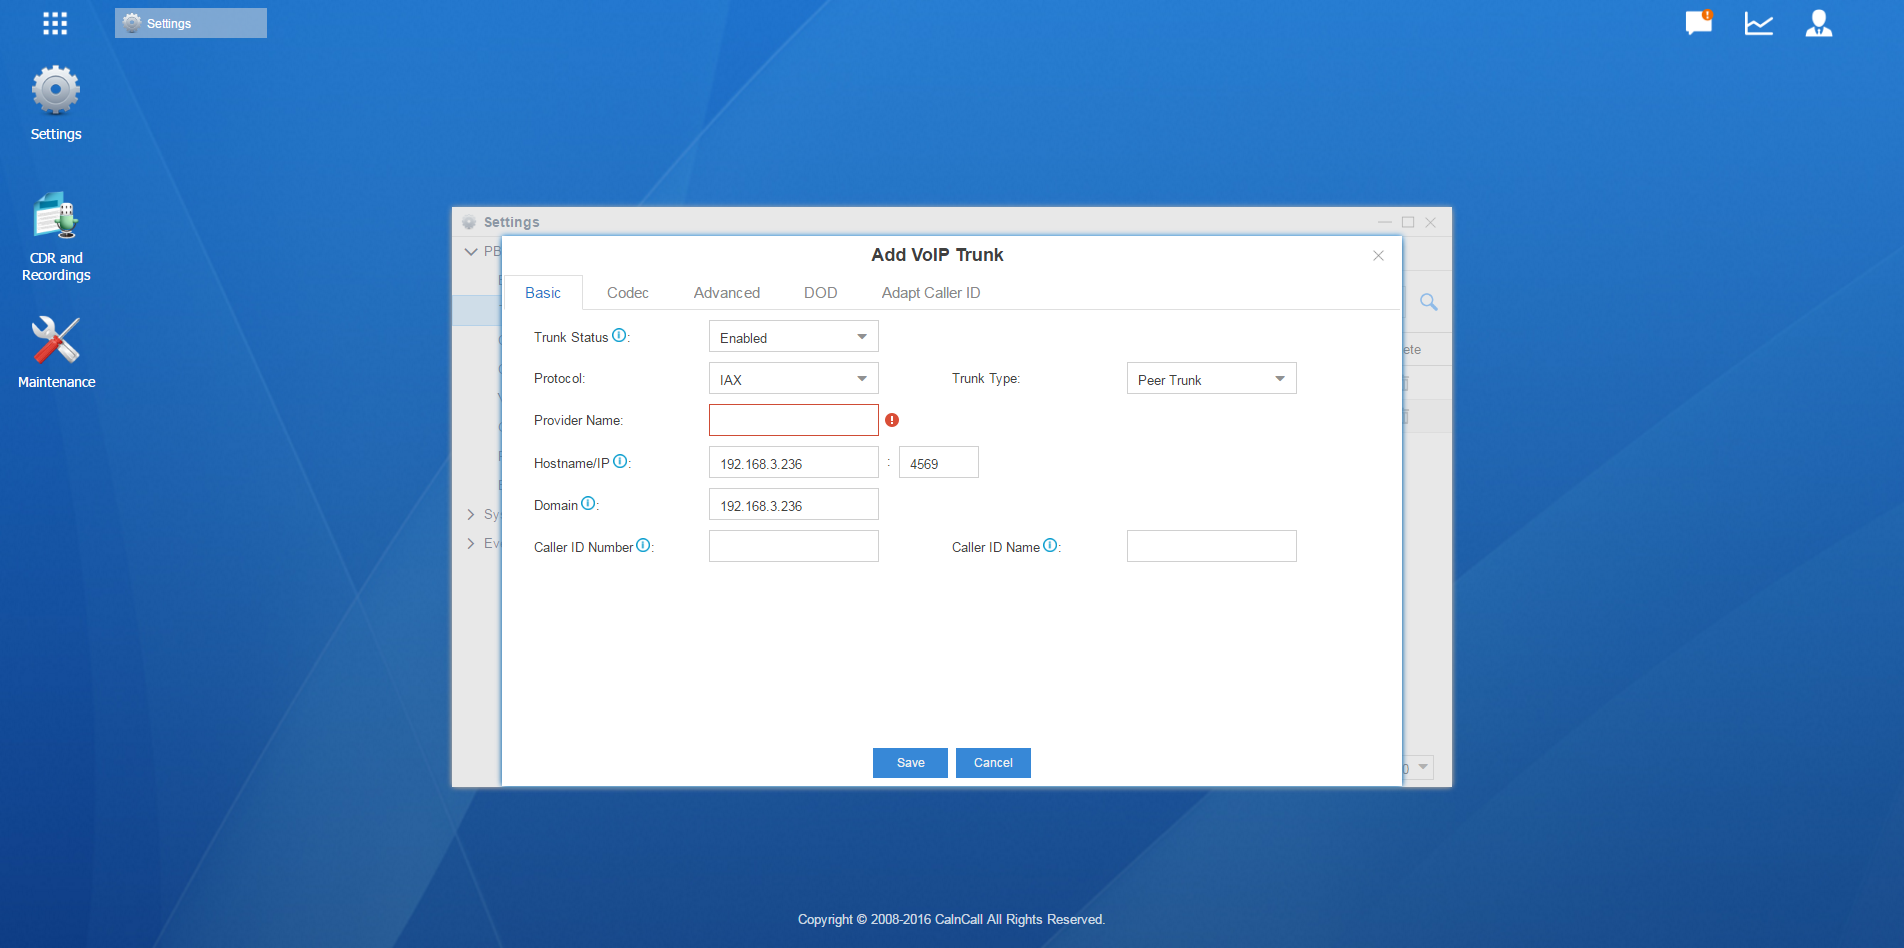 Settings
Settings
CDR and
Recordings
Maintenance
Settings
PB
Add VoIP Trunk
Basic Codec Advanced DOD Adapt Caller ID
Trunk Status : Enabled
ete
Protocol: IAX Trunk Type: Peer Trunk
Provider Name:
Hostname/IP : 192.168.3.236 : 4569
Domain : 192.168.3.236
Sys
Caller ID Number : Caller ID Name :
Eve
Save Cancel
0
Copyright © 2008-2016 CalnCall All Rights Reserved.